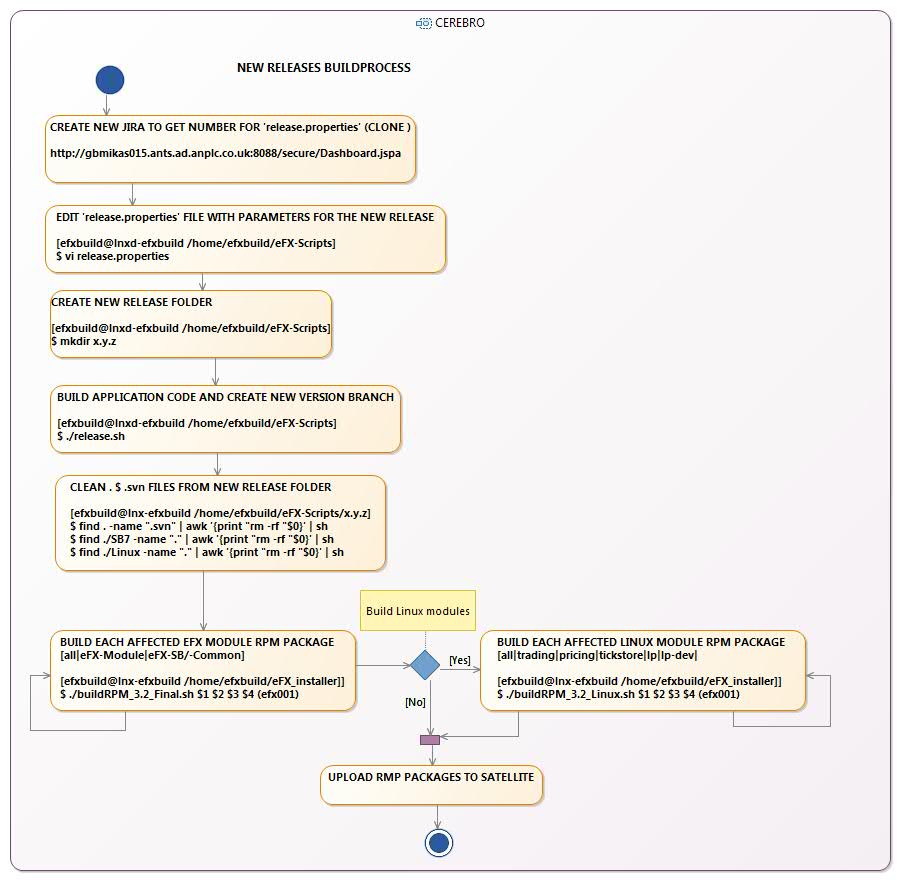 CEREBRO
NEW RELEASES BUILDPROCESS
CREATE NEW JIRA TO GET NUMBER FOR 'release.properties' (CLONE )
http://gbmikas015.ants.ad.anplc.co.uk:8088/secure/Dashboard.jspa
EDIT 'release.properties' FILE WITH PARAMETERS FOR THE NEW RELEASE
[efxbuild@lnxd-efxbuild /home/efxbuild/eFX-Scripts]
$ vi release.properties
CREATE NEW RELEASE FOLDER
[efxbuild@lnxd-efxbuild /home/efxbuild/eFX-Scripts]
$ mkdir x.y.z
BUILD APPLICATION CODE AND CREATE NEW VERSION BRANCH
[efxbuild@lnxd-efxbuild /home/efxbuild/eFX-Scripts]
$ ./release.sh
CLEAN . $ .svn FILES FROM NEW RELEASE FOLDER
[efxbuild@lnx-efxbuild /home/efxbuild/eFX-Scripts/x.y.z]
$ find . -name ".svn" | awk '{print "rm -rf "$0}' | sh
$ find ./SB7 -name "." | awk '{print "rm -rf "$0}' | sh
$ find ./Linux -name "." | awk '{print "rm -rf "$0}' | sh
Build Linux modules
BUILD EACH AFFECTED EFX MODULE RPM PACKAGE
[all|eFX-Module|eFX-SB/-Common]
[efxbuild@lnx-efxbuild /home/efxbuild/eFX_installer]]
$ ./buildRPM_3.2_Final.sh $1 $2 $3 $4 (efx001)
[Yes]
[No]
BUILD EACH AFFECTED LINUX MODULE RPM PACKAGE
[all|trading|pricing|tickstore|lp|lp-dev|
[efxbuild@lnx-efxbuild /home/efxbuild/eFX_installer]]
$ ./buildRPM_3.2_Linux.sh $1 $2 $3 $4 (efx001)
UPLOAD RMP PACKAGES TO SATELLITE